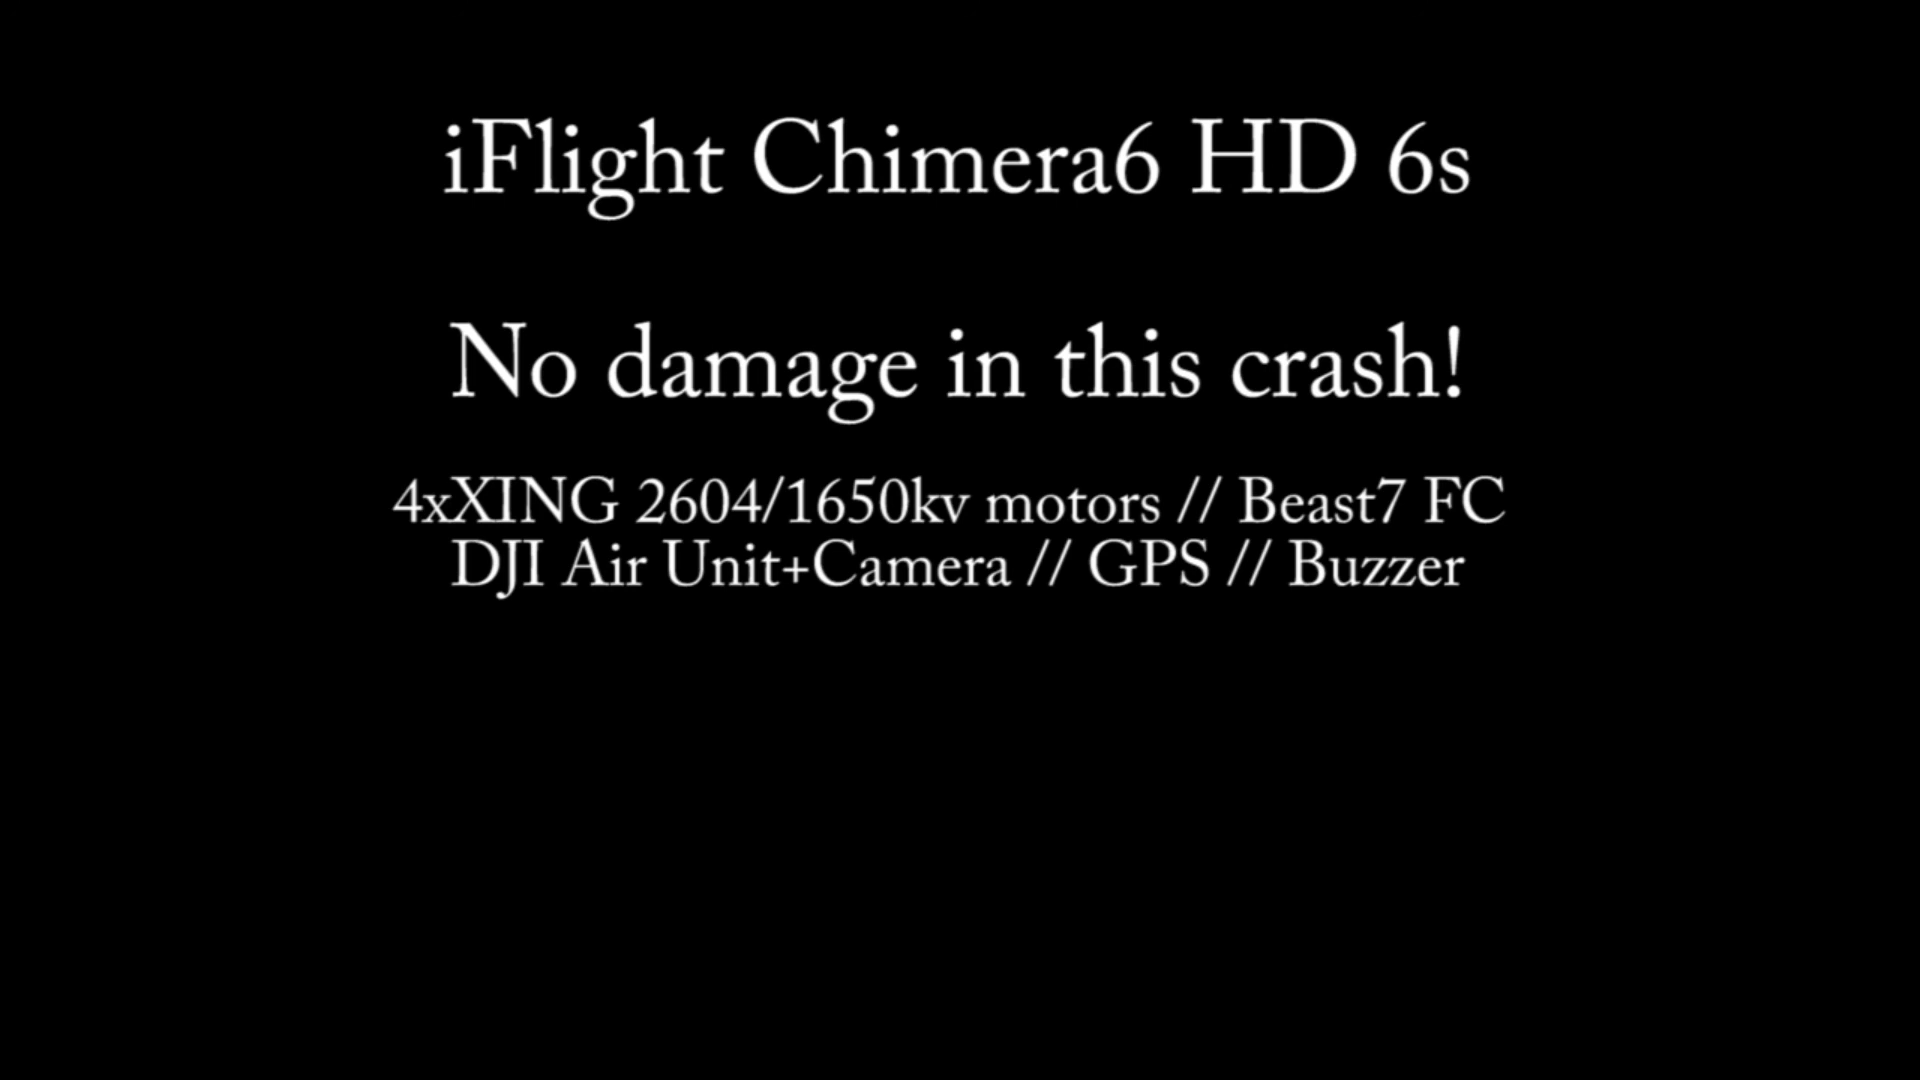 iFlight Chimera6 HD 6s
No damage in this crash!
4xXING 2604/1650kv motors // Beast7 FC
DJI Air Unit+Camera // GPS // Buzzer